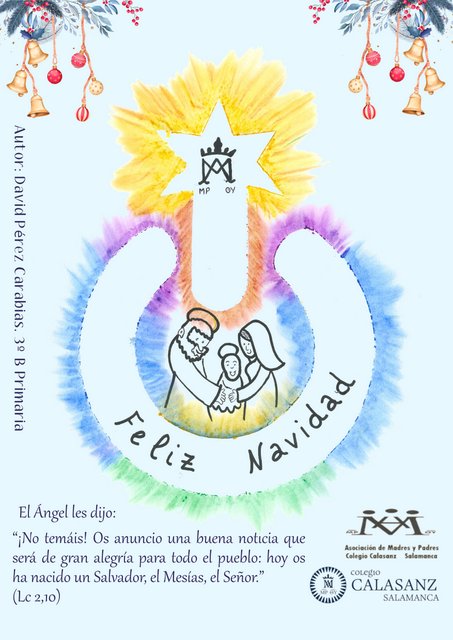 MP ΘY
Autor: David Pérez Carabias. 3º B Primaria
Feliz Navidad
El Ángel les dijo:
“¡No temáis! Os anuncio una buena noticia que
será de gran alegría para todo el pueblo: hoy os
ha nacido un Salvador, el Mesías, el Señor.”
(Lc 2,10)
Asociación de Madres y Padres
Colegio Calasanz Salamanca
COLEGIO
CALASANZ
SALAMANCA